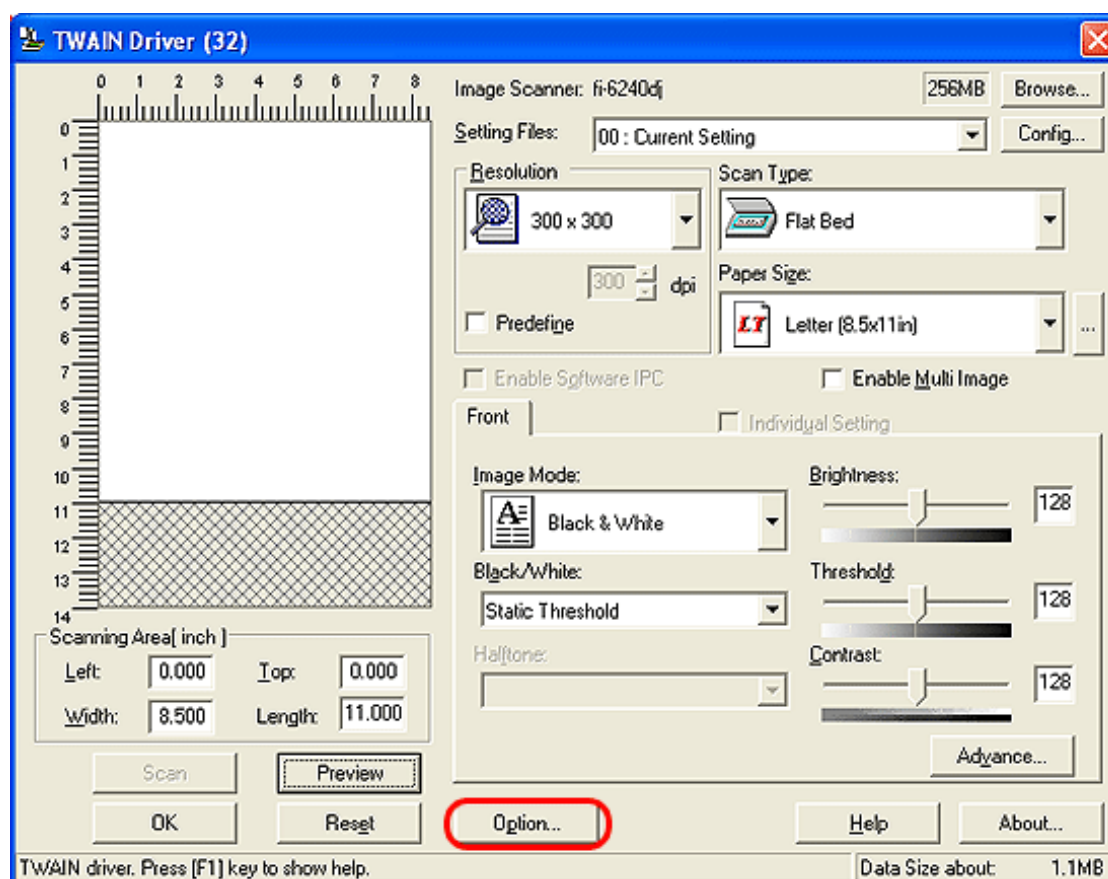 TWAIN Driver (32)
0 1 2 3 4 5 6 7 8
0
1
2
3
4
5
6
7
8
9
10
11
12
13
14
Image Scanner: fi-6240dj 256MB Browse...
Setting Files: 00 : Current Setting Config...
Resolution
300 x 300
300 dpi
Predefine
Scan Type:
Flat Bed
Paper Size:
LT Letter (8.5x11in) ...
Enable Software IPC Enable Multi Image
Front Individual Setting
Image Mode:
A Black & White
Black/White:
Static Threshold
Halftone:
Brightness:
128
Threshold:
128
Contrast:
128
Advance...
Scanning Area[ inch ]
Left: 0.000 Top: 0.000
Width: 8.500 Length: 11.000
Scan Preview
OK Reset Option... Help About...
TWAIN driver. Press [F1] key to show help. Data Size about: 1.1MB